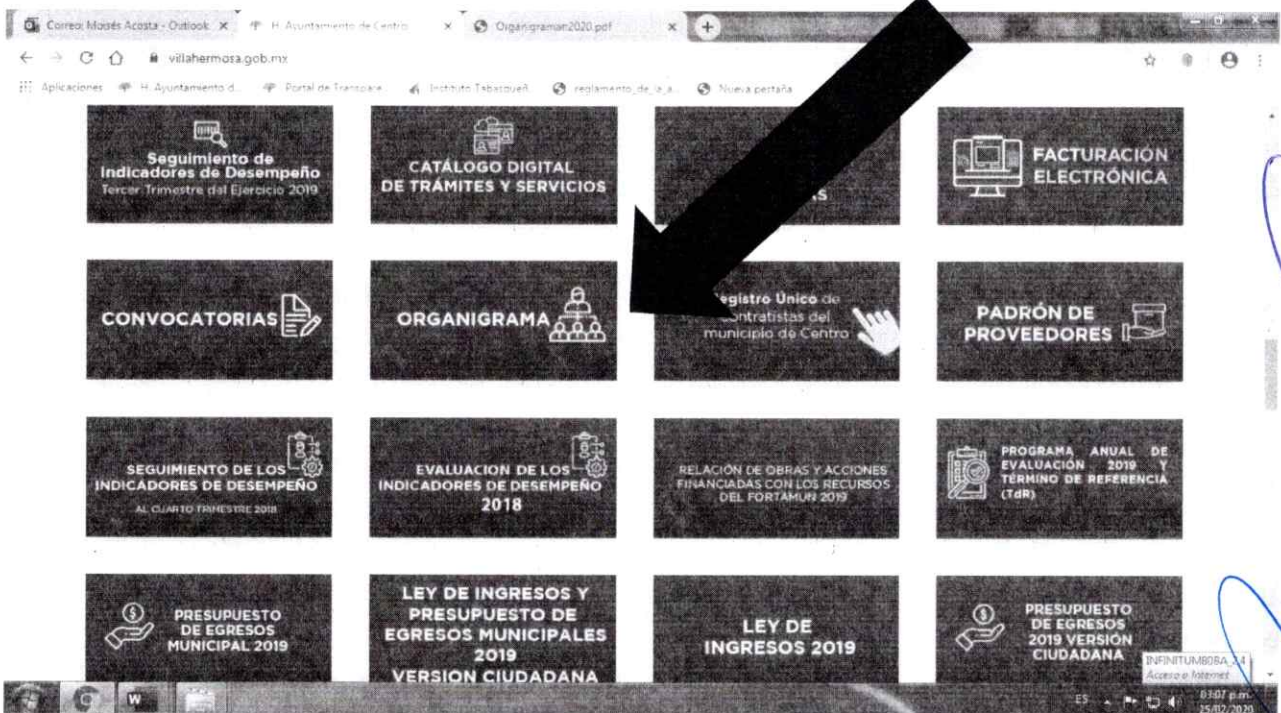 Correo: Moisés Acosta - Outlook
H. Ayuntamiento de Centro
Organigraman2020.pdf
villahermosa.gob.mx
Aplicaciones
H. Ayuntamiento d...
Portal de Transpare...
Instituto Tabasqueñ...
reglamento_de_la_a...
Nueva pestaña
Seguimiento de
Indicadores de Desempeño
Tercer Trimestre del Ejercicio 2019
CATÁLOGO DIGITAL
DE TRÁMITES Y SERVICIOS
FACTURACIÓN
ELECTRÓNICA
CONVOCATORIAS
ORGANIGRAMA
egistro Único de
ontratistas del
municipio de Centro
PADRÓN DE
PROVEEDORES
SEGUIMIENTO DE LOS
INDICADORES DE DESEMPEÑO
AL CUARTO TRIMESTRE 2018
EVALUACION DE LOS
INDICADORES DE DESEMPEÑO
2018
RELACIÓN DE OBRAS Y ACCIONES
FINANCIADAS CON LOS RECURSOS
DEL FORTAMUN 2019
PROGRAMA ANUAL DE
EVALUACIÓN 2019 Y
TERMINO DE REFERENCIA
(TdR)
PRESUPUESTO
DE EGRESOS
MUNICIPAL 2019
LEY DE INGRESOS Y
PRESUPUESTO DE
EGRESOS MUNICIPALES
2019
VERSION CIUDADANA
LEY DE
INGRESOS 2019
PRESUPUESTO
DE EGRESOS
2019 VERSIÓN
CIUDADANA
Acceso a Internet
W
ES
03:07 p.m.
25/02/2020